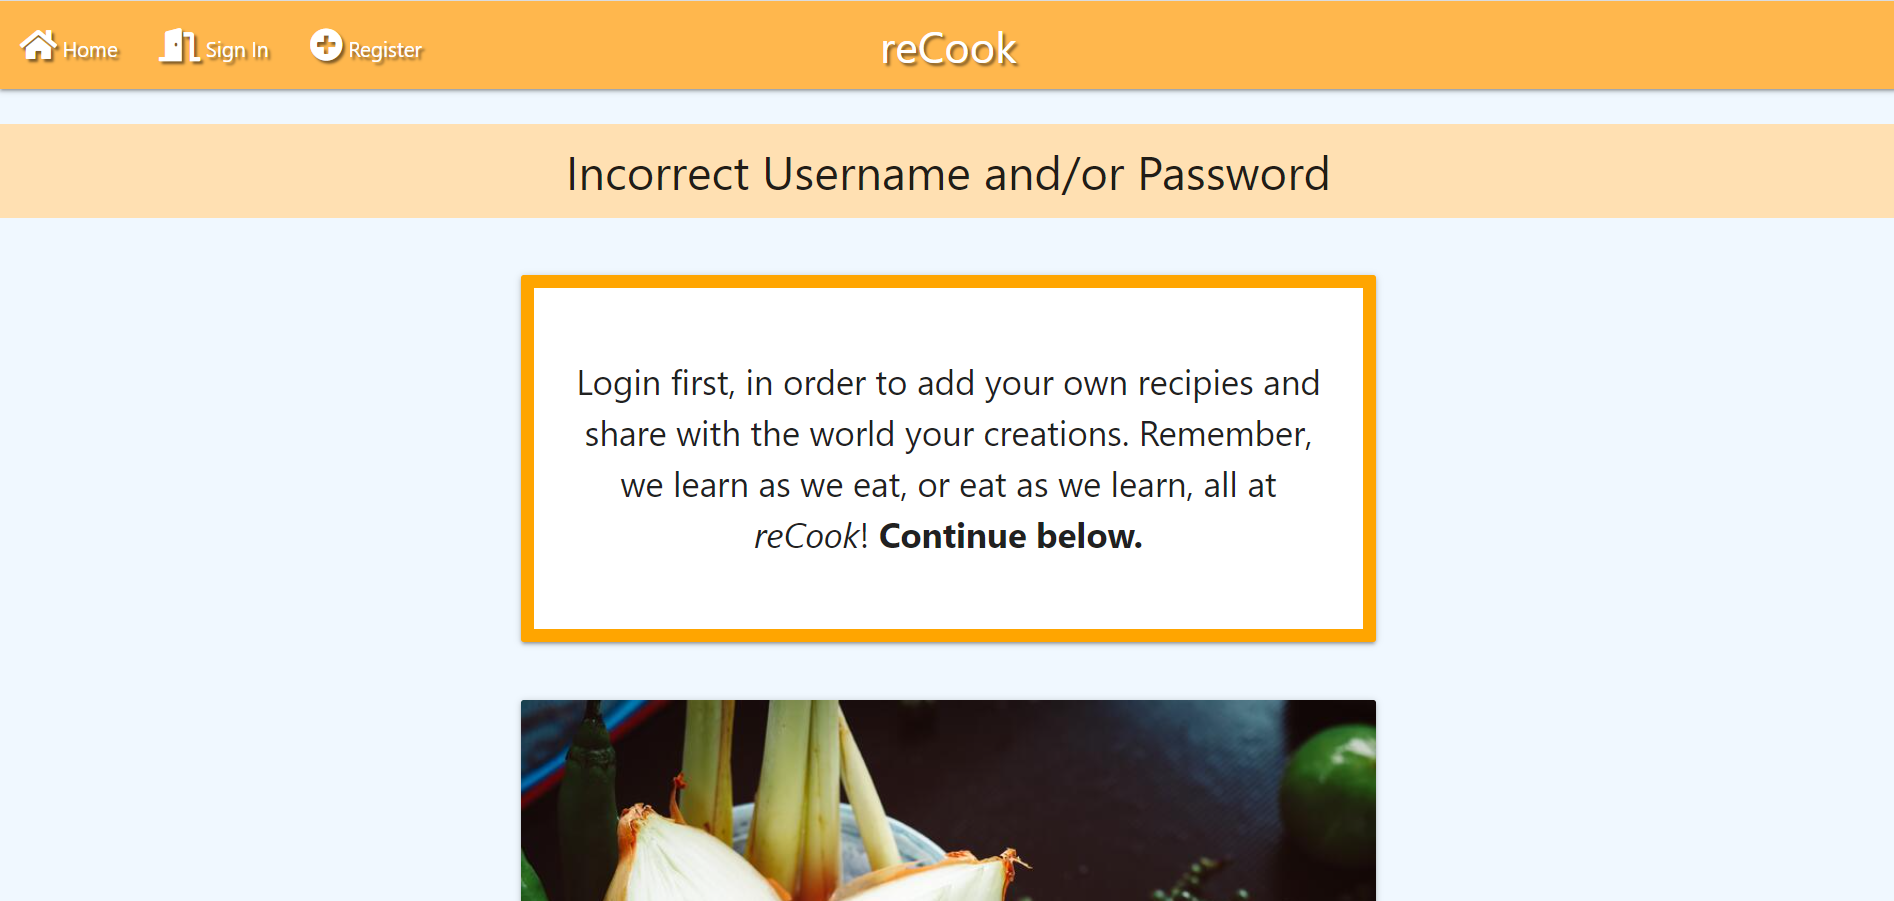 Home Sign In Register reCook
Incorrect Username and/or Password
Login first, in order to add your own recipies and
share with the world your creations. Remember,
we learn as we eat, or eat as we learn, all at
reCook! Continue below.